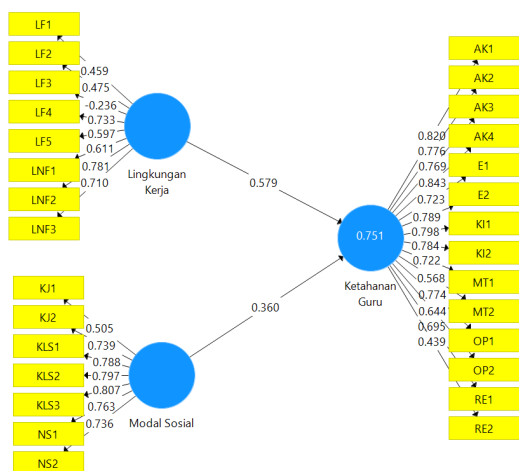 LF1
LF2
LF3
LF4
LF5
LNF1
LNF2
LNF3
0.459
0.475
-0.236
0.733
-0.597
0.611
0.781
0.710
Lingkungan
Kerja
0.579
KJ1
KJ2
KLS1
KLS2
KLS3
NS1
NS2
0.505
0.739
0.788
0.797
0.807
0.763
0.736
Modal Sosial
0.360
0.751
Ketahanan
Guru
0.820
0.776
0.769
0.843
0.723
0.789
0.798
0.784
0.722
0.568
0.774
0.644
0.695
0.439
AK1
AK2
AK3
AK4
E1
E2
KI1
KI2
MT1
MT2
OP1
OP2
RE1
RE2